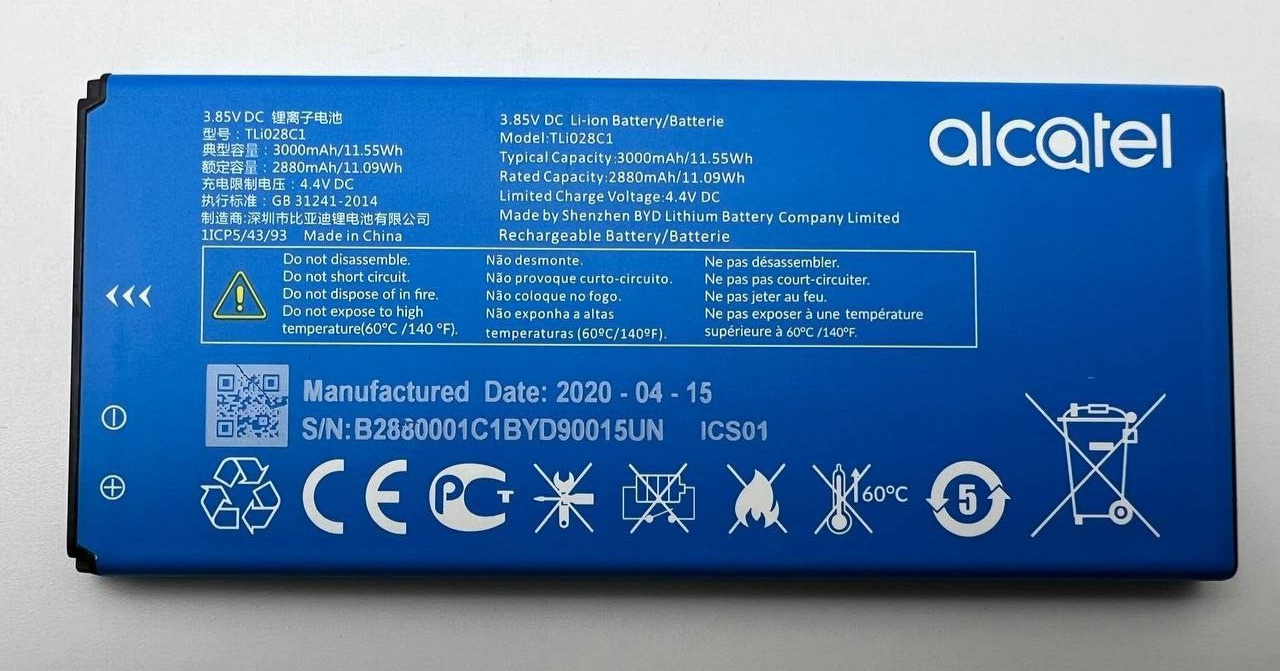 alcatel
3.85V DC 锂离子电池
型号：TLi028C1
典型容量：3000mAh/11.55Wh
额定容量：2880mAh/11.09Wh
充电限制电压：4.4V DC
执行标准：GB 31241-2014
制造商:深圳市比亚迪锂电池有限公司
1ICP5/43/93 Made in China
3.85V DC Li-ion Battery/Batterie
Model:TLi028C1
Typical Capacity:3000mAh/11.55Wh
Rated Capacity:2880mAh/11.09Wh
Limited Charge Voltage:4.4V DC
Made by Shenzhen BYD Lithium Battery Company Limited
Rechargeable Battery/Batterie
Do not disassemble.
Do not short circuit.
Do not dispose of in fire.
Do not expose to high
temperature(60°C /140 °F).
Não desmonte.
Não provoque curto-circuito.
Não coloque no fogo.
Não exponha a altas
temperaturas (60ºC/140ºF).
Ne pas désassembler.
Ne pas court-circuiter.
Ne pas jeter au feu.
Ne pas exposer à une température
supérieure à 60°C /140°F.
Manufactured Date: 2020 - 04 - 15
S/N:B2880001C1BYD90015UN ICS01
CE PCT 60°C 5